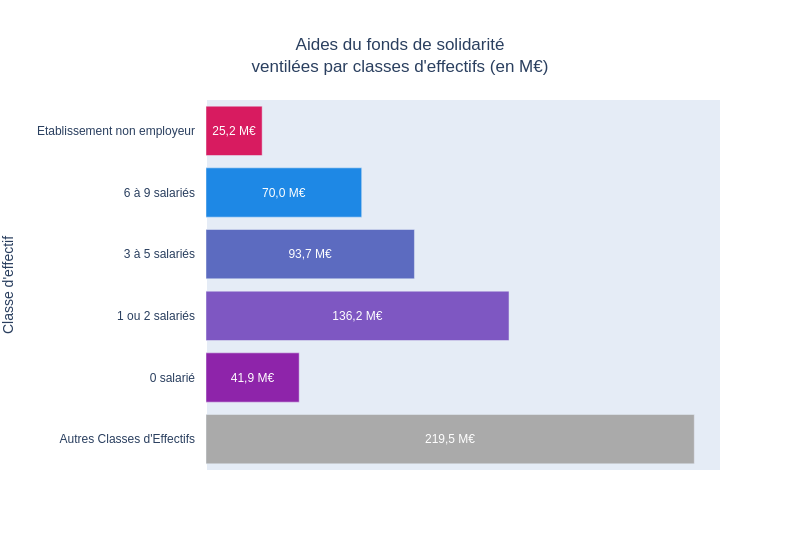 Aides du fonds de solidarité
ventilées par classes d'effectifs (en M€)
Classe d'effectif
Etablissement non employeur
25,2 M€
6 à 9 salariés
70,0 M€
3 à 5 salariés
93,7 M€
1 ou 2 salariés
136,2 M€
0 salarié
41,9 M€
Autres Classes d'Effectifs
219,5 M€